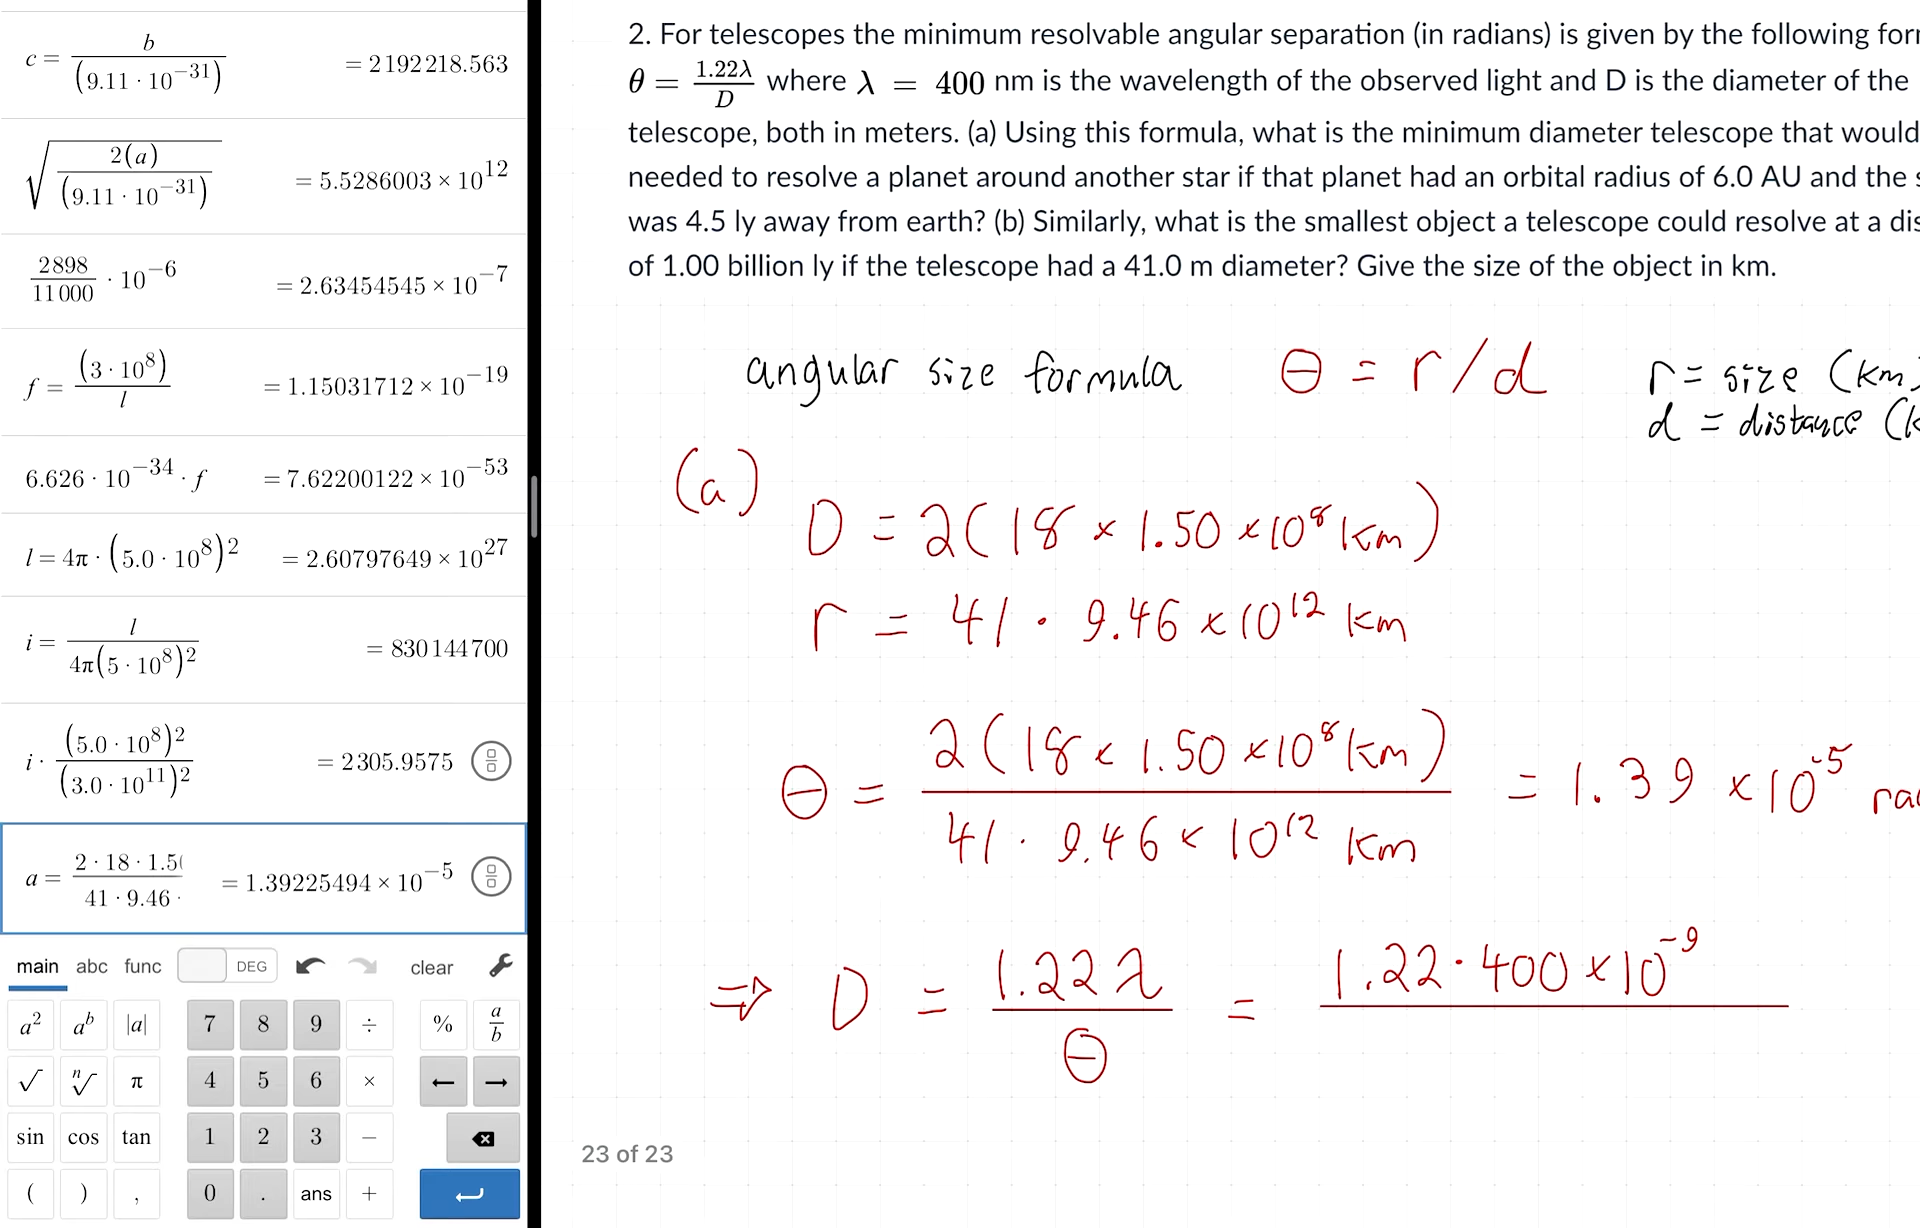 c = b/(9.11 · 10^−31) = 2192218.563
√(2(a)/(9.11 · 10^−31)) = 5.5286003 × 10^12
2898/11000 · 10^−6 = 2.63454545 × 10^−7
f = (3 · 10^8)/l = 1.15031712 × 10^−19
6.626 · 10^−34 · f = 7.62200122 × 10^−53
l = 4π · (5.0 · 10^8)2 = 2.60797649 × 10^27
i = l/4π(5 · 10^8)2 = 830144700
i · (5.0 · 10^8)2/(3.0 · 10^11)2 = 2305.9575
a = 2 · 18 · 1.5/41 · 9.46 · = 1.39225494 × 10^−5
main abc func DEG clear
a² a^b |a| 7 8 9 ÷ % a/b
√ ⁿ√ π 4 5 6 × ← →
sin cos tan 1 2 3 −
( ) , 0 . ans +
2. For telescopes the minimum resolvable angular separation (in radians) is given by the following
θ = 1.22λ/D where λ = 400 nm is the wavelength of the observed light and D is the diameter of the
telescope, both in meters. (a) Using this formula, what is the minimum diameter telescope that would
needed to resolve a planet around another star if that planet had an orbital radius of 6.0 AU and the
was 4.5 ly away from earth? (b) Similarly, what is the smallest object a telescope could resolve at a
of 1.00 billion ly if the telescope had a 41.0 m diameter? Give the size of the object in km.
angular size formula θ = r/d r = size (km)
d = distance (k
(a) D = 2(18 × 1.50 × 10^8 km)
r = 41 · 9.46 × 10^12 km
θ = 2(18 × 1.50 × 10^8 km)/41 · 9.46 × 10^12 km = 1.39 × 10^-5 rad
⇒ D = 1.22λ/θ = 1.22 · 400 × 10^-9
23 of 23